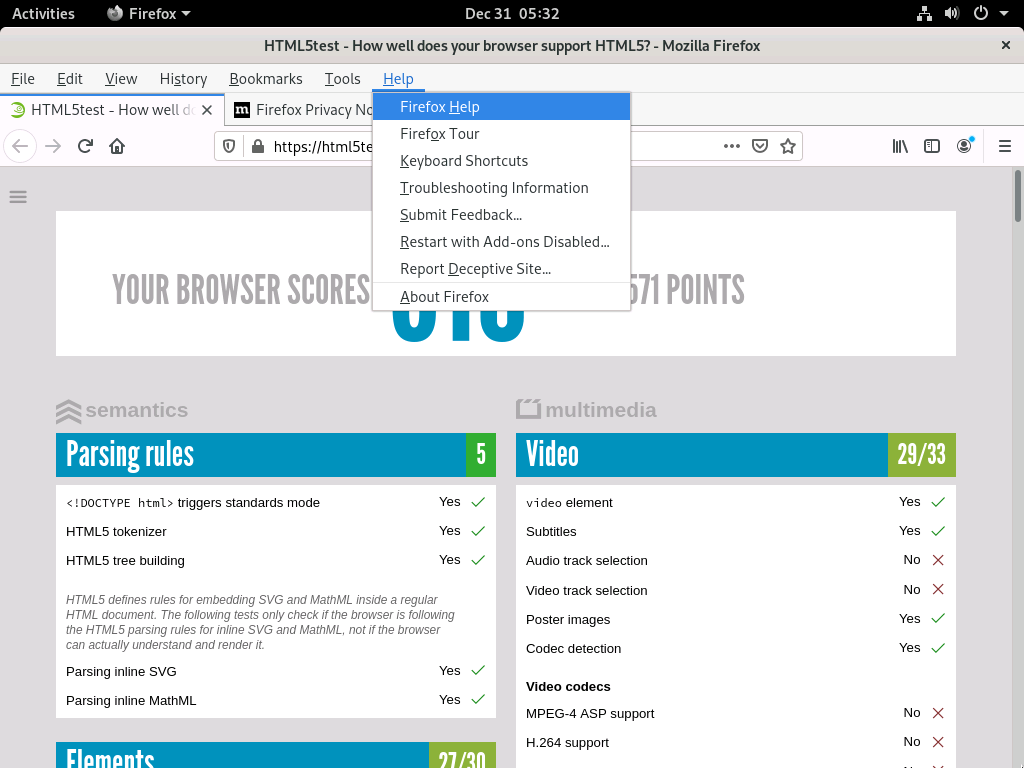 Activities Firefox Dec 31 05:32
HTML5test - How well does your browser support HTML5? - Mozilla Firefox
File Edit View History Bookmarks Tools Help
HTML5test - How well do
Firefox Privacy No
https://html5te
Firefox Help
Firefox Tour
Keyboard Shortcuts
Troubleshooting Information
Submit Feedback...
Restart with Add-ons Disabled...
Report Deceptive Site...
About Firefox
YOUR BROWSER SCORES 571 POINTS
semantics
Parsing rules 5
<!DOCTYPE html> triggers standards mode Yes
HTML5 tokenizer Yes
HTML5 tree building Yes
HTML5 defines rules for embedding SVG and MathML inside a regular
HTML document. The following tests only check if the browser is following
the HTML5 parsing rules for inline SVG and MathML, not if the browser
can actually understand and render it.
Parsing inline SVG Yes
Parsing inline MathML Yes
Elements 27/30
multimedia
Video 29/33
video element Yes
Subtitles Yes
Audio track selection No
Video track selection No
Poster images Yes
Codec detection Yes
Video codecs
MPEG-4 ASP support No
H.264 support No